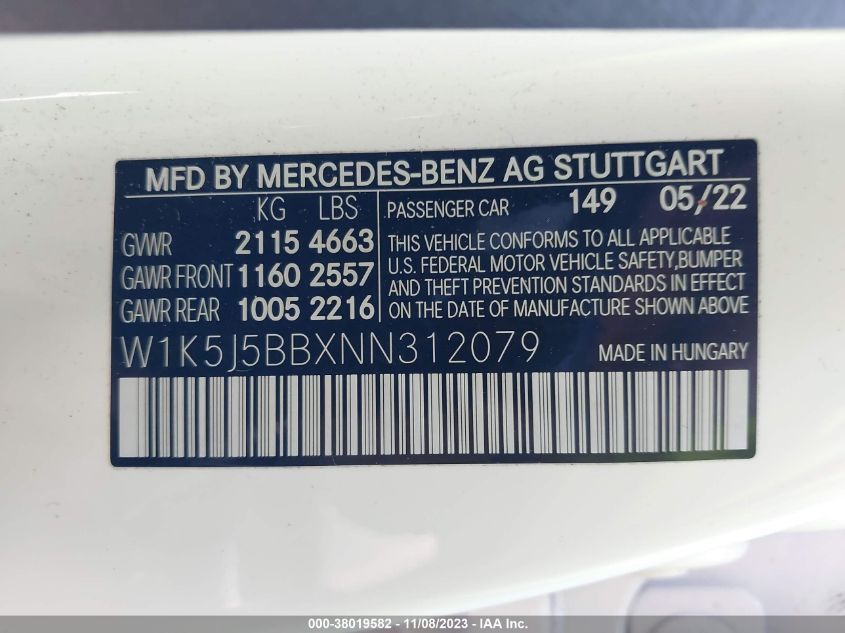 MFD BY MERCEDES-BENZ AG STUTTGART
KG LBS
GVWR 2115 4663
GAWR FRONT 1160 2557
GAWR REAR 1005 2216
PASSENGER CAR 149 05/22
THIS VEHICLE CONFORMS TO ALL APPLICABLE
U.S. FEDERAL MOTOR VEHICLE SAFETY,BUMPER
AND THEFT PREVENTION STANDARDS IN EFFECT
ON THE DATE OF MANUFACTURE SHOWN ABOVE
W1K5J5BBXNN312079 MADE IN HUNGARY
000-38019582 - 11/08/2023 - IAAI.COM